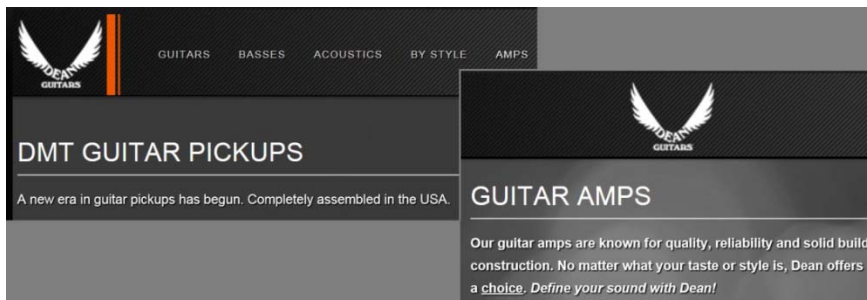 DEAN
GUITARS
GUITARS BASSES ACOUSTICS BY STYLE AMPS
DMT GUITAR PICKUPS
A new era in guitar pickups has begun. Completely assembled in the USA.
DEAN
GUITARS
GUITAR AMPS
Our guitar amps are known for quality, reliability and solid build
construction. No matter what your taste or style is, Dean offers
a choice. Define your sound with Dean!